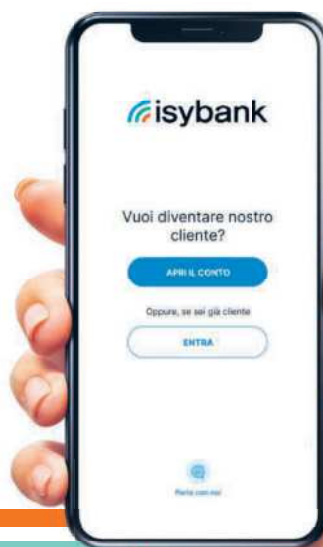 isybank
Vuoi diventare nostro
cliente?
APRI IL CONTO
Oppure, se sei già cliente
ENTRA
Parla con noi